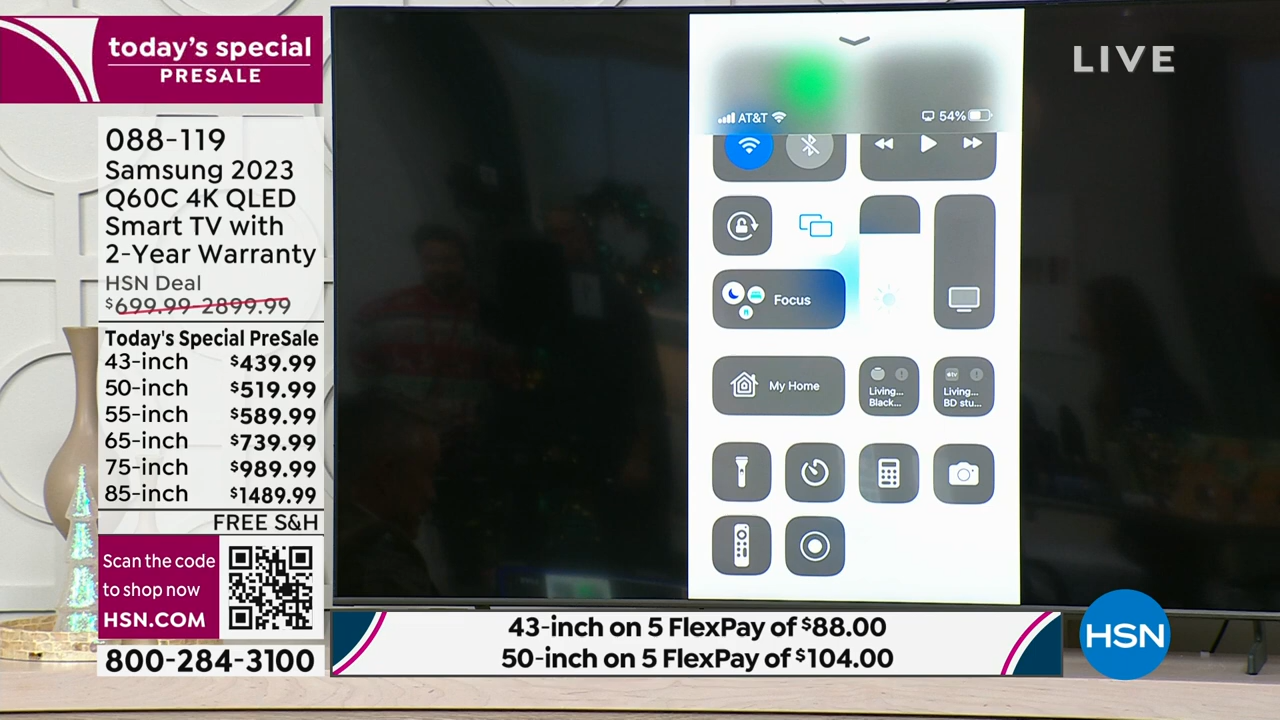 today's special
PRESALE
088-119
Samsung 2023
Q60C 4K QLED
Smart TV with
2-Year Warranty
HSN Deal
$699.99-2899.99
Today's Special PreSale
43-inch $439.99
50-inch $519.99
55-inch $589.99
65-inch $739.99
75-inch $989.99
85-inch $1489.99
FREE S&H
Scan the code
to shop now
HSN.COM
800-284-3100
LIVE
AT&T 54%
Focus
My Home
Living...
Black...
tv
Living...
BD stu...
43-inch on 5 FlexPay of $88.00
50-inch on 5 FlexPay of $104.00
HSN